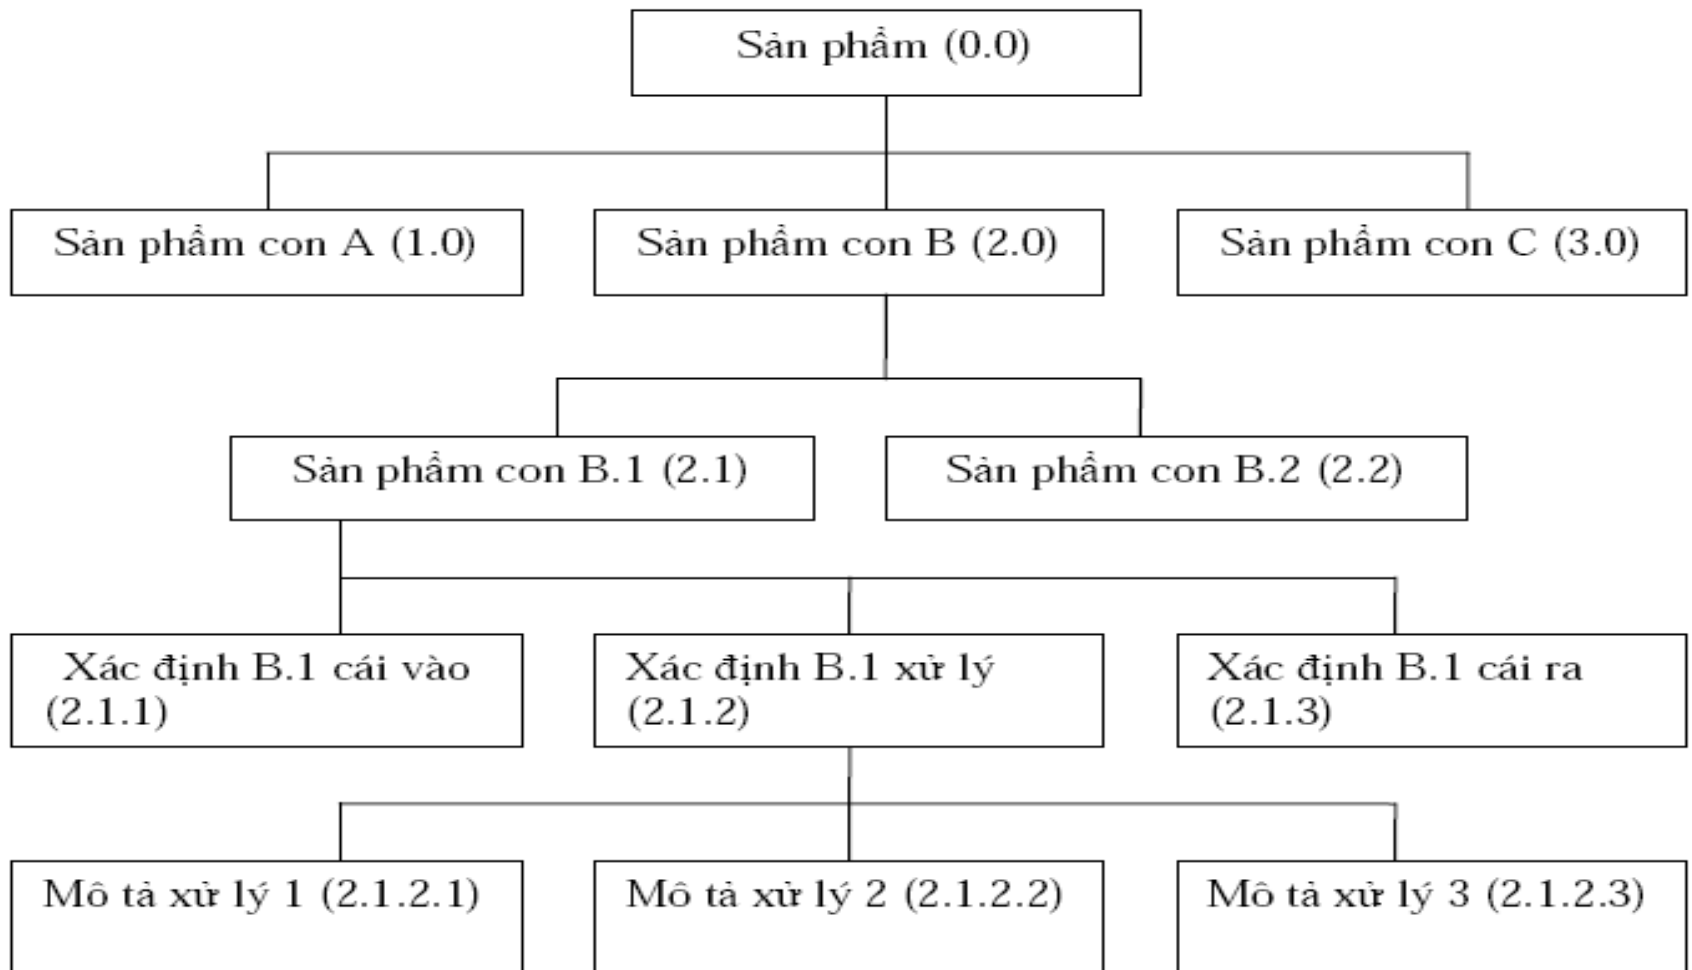 Sản phẩm (0.0)
Sản phẩm con A (1.0)
Sản phẩm con B (2.0)
Sản phẩm con C (3.0)
Sản phẩm con B.1 (2.1)
Sản phẩm con B.2 (2.2)
Xác định B.1 cái vào
(2.1.1)
Xác định B.1 xử lý
(2.1.2)
Xác định B.1 cái ra
(2.1.3)
Mô tả xử lý 1 (2.1.2.1)
Mô tả xử lý 2 (2.1.2.2)
Mô tả xử lý 3 (2.1.2.3)